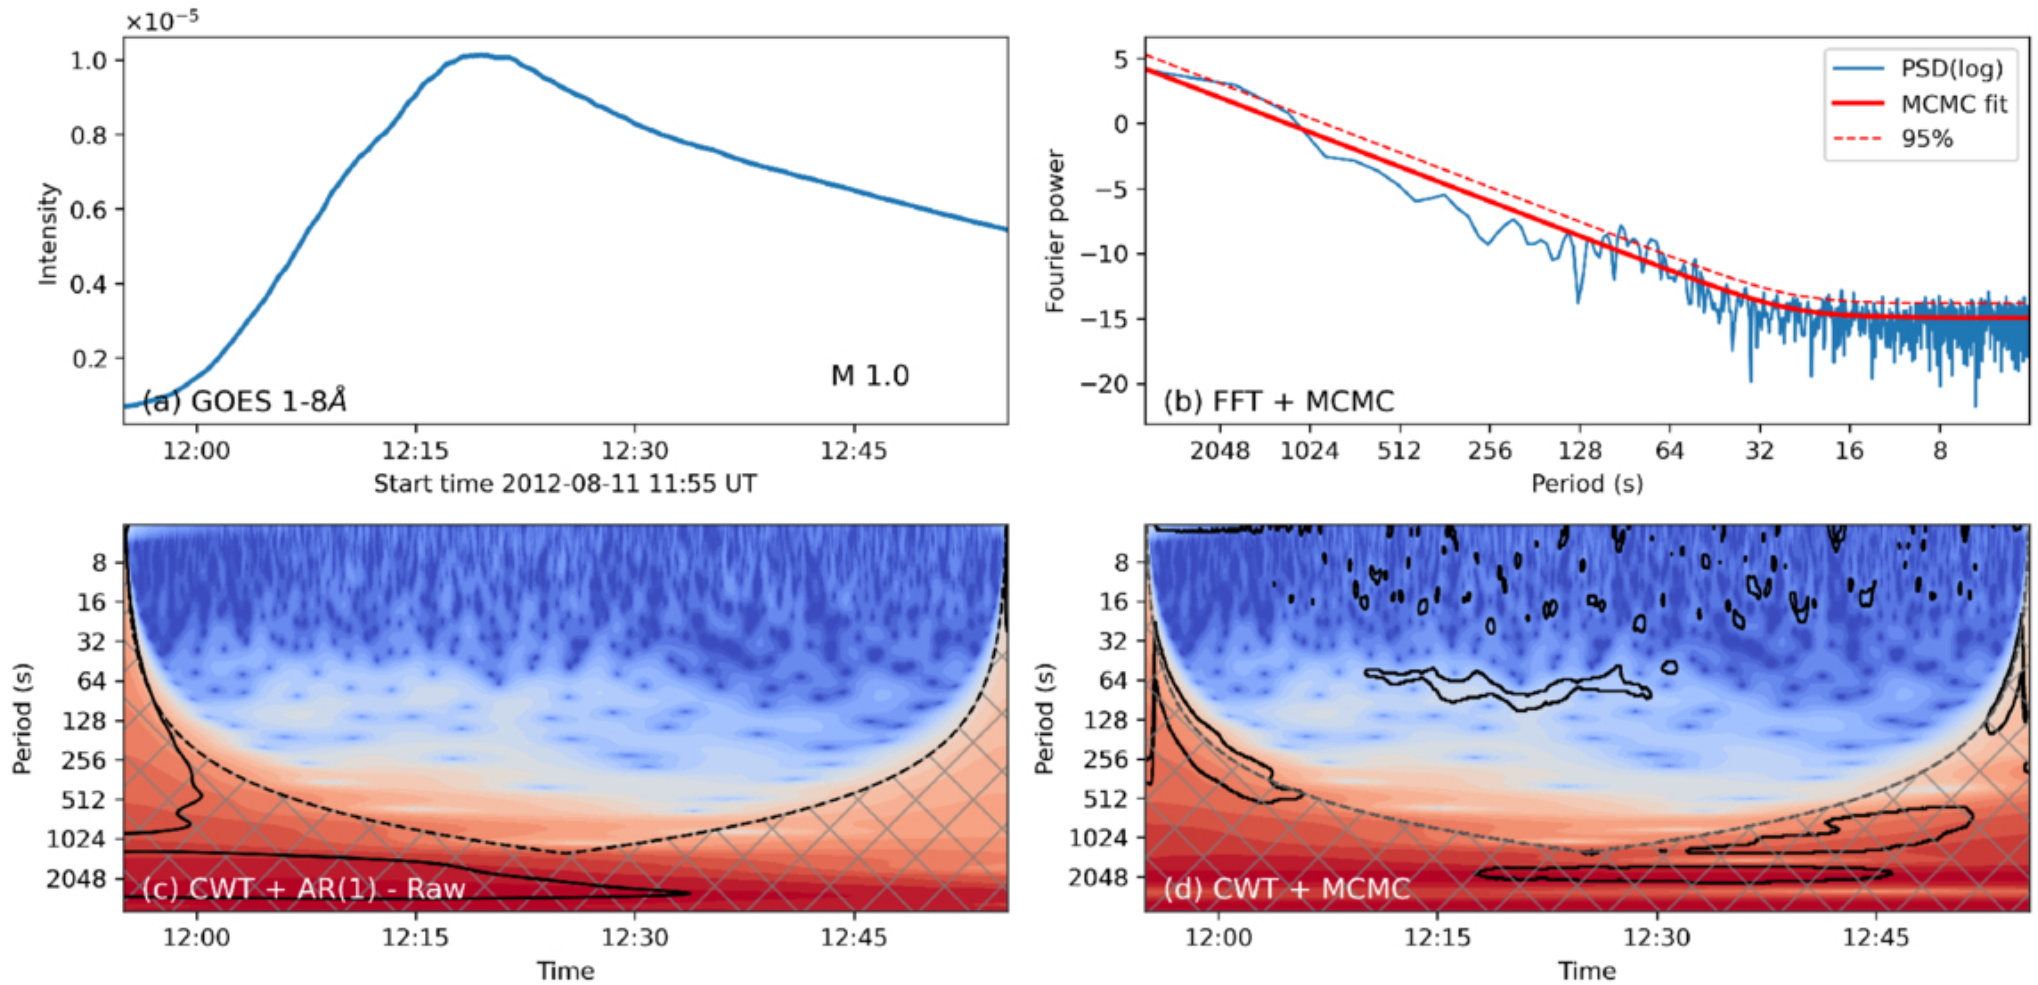 ×10⁻⁵
1.0
0.8
0.6
0.4
0.2
Intensity
M 1.0
(a) GOES 1-8Å
12:00 12:15 12:30 12:45
Start time 2012-08-11 11:55 UT
5
0
−5
−10
−15
−20
Fourier power
PSD(log)
MCMC fit
95%
(b) FFT + MCMC
2048 1024 512 256 128 64 32 16 8
Period (s)
8
16
32
64
128
256
512
1024
2048
Period (s)
(c) CWT + AR(1) - Raw
12:00 12:15 12:30 12:45
Time
8
16
32
64
128
256
512
1024
2048
Period (s)
(d) CWT + MCMC
12:00 12:15 12:30 12:45
Time